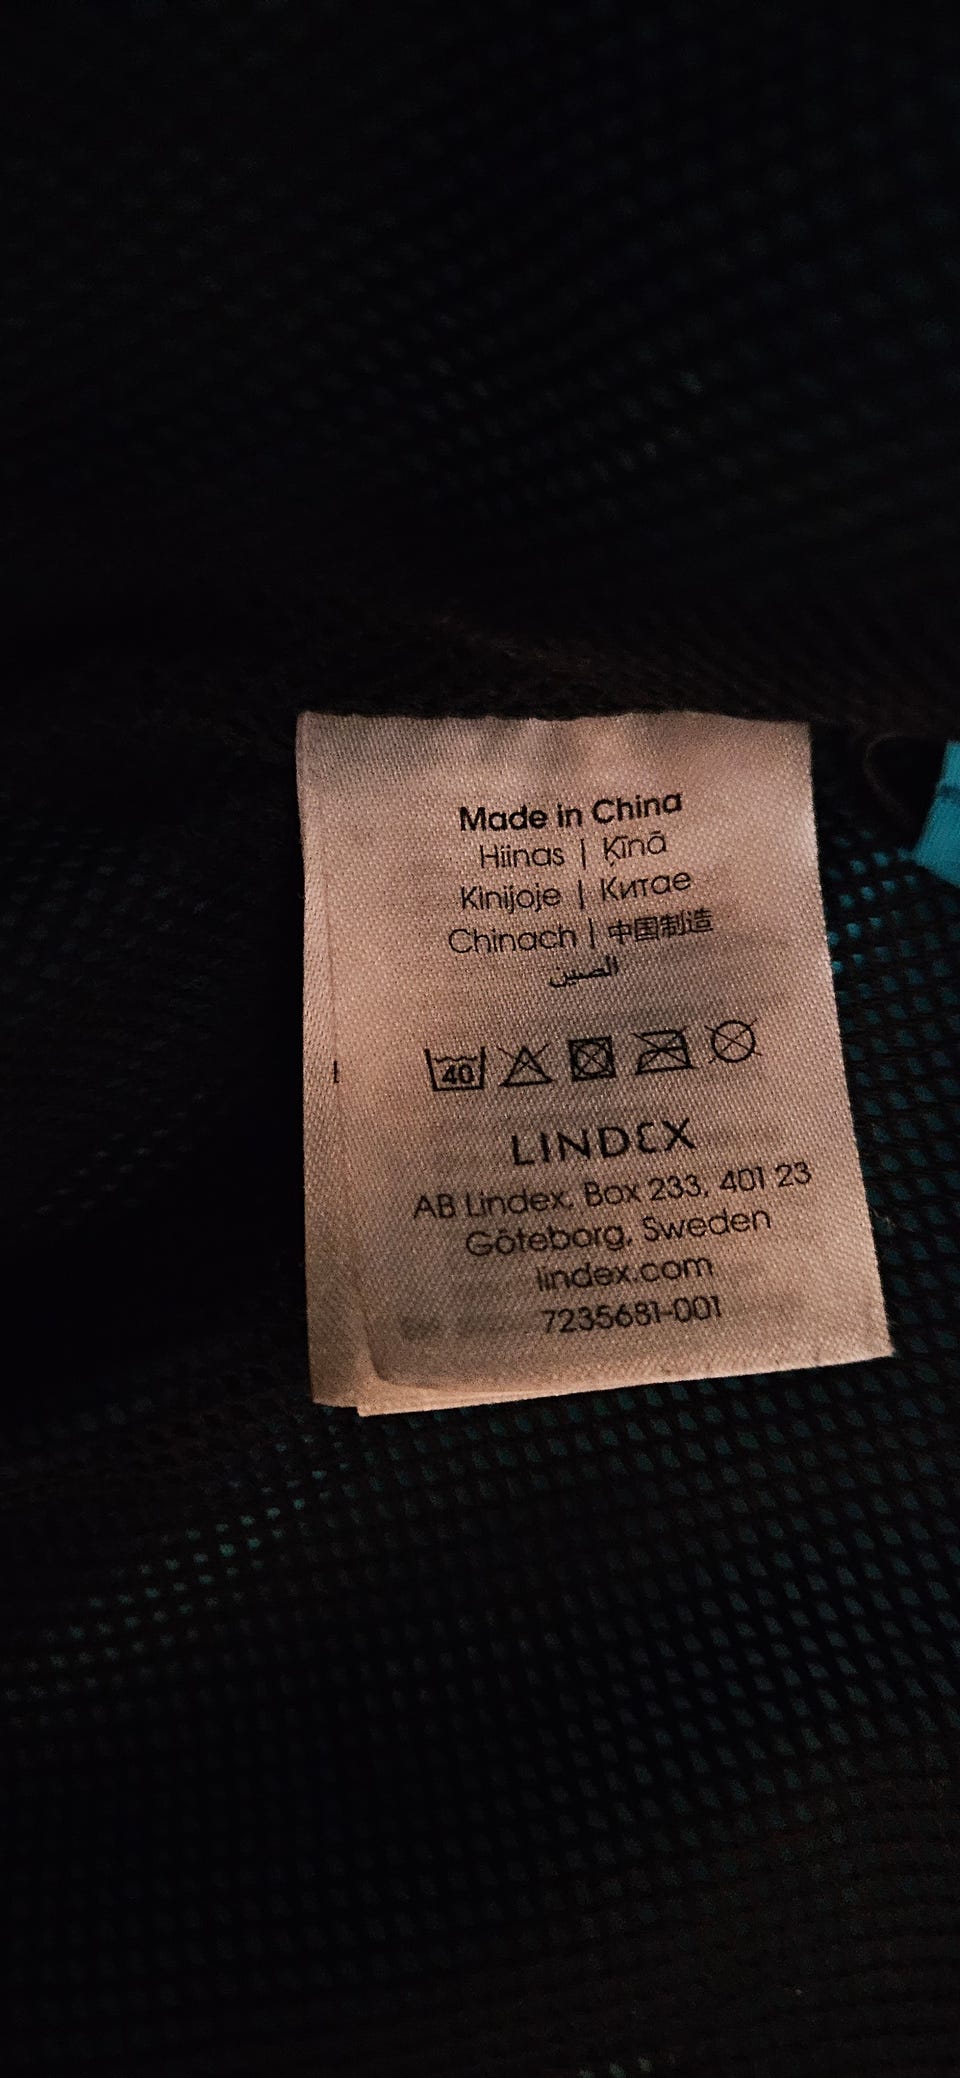 Made in China
Hiinas | Ķīnā
Kinijoje | Китае
Chinach | 中国制造
الصين
40
LINDEX
AB Lindex, Box 233, 401 23
Göteborg, Sweden
lindex.com
7235681-001